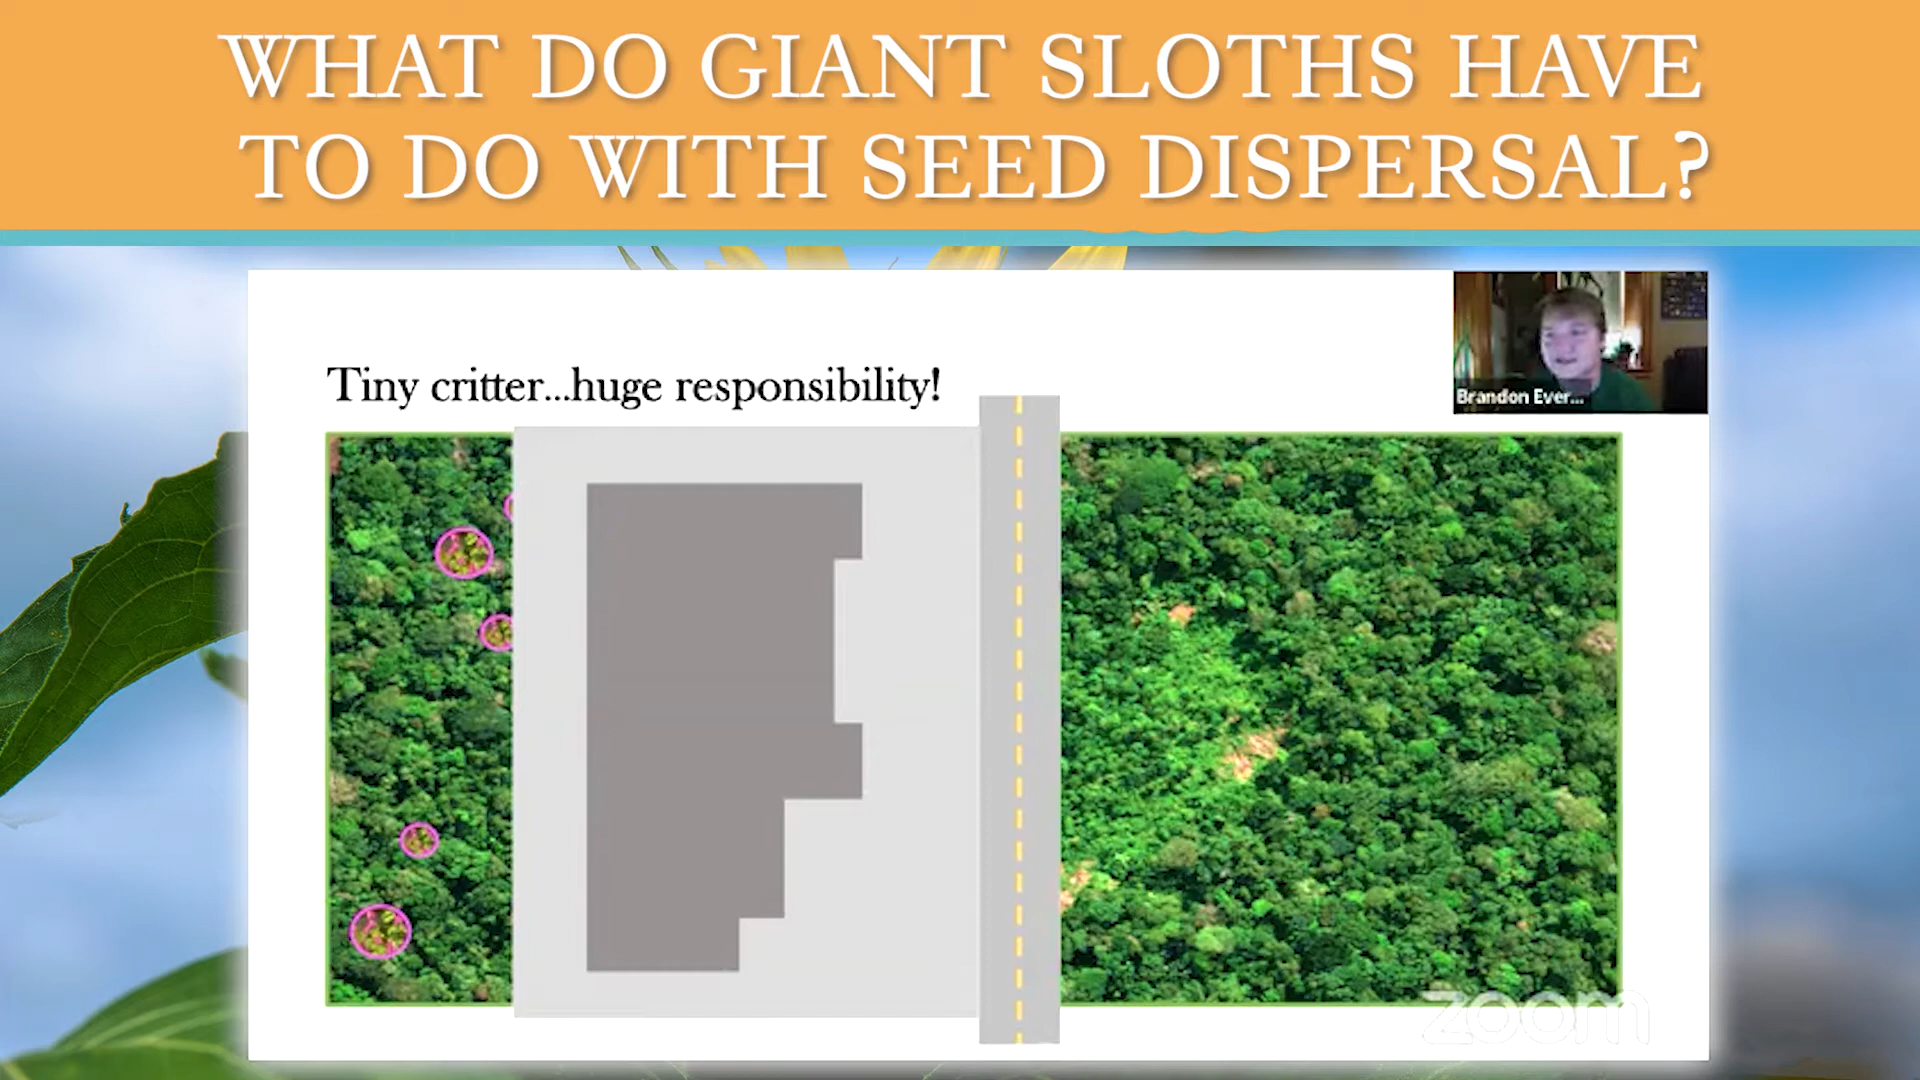 WHAT DO GIANT SLOTHS HAVE
TO DO WITH SEED DISPERSAL?
Tiny critter...huge responsibility!
Brandon Ever...
zoom